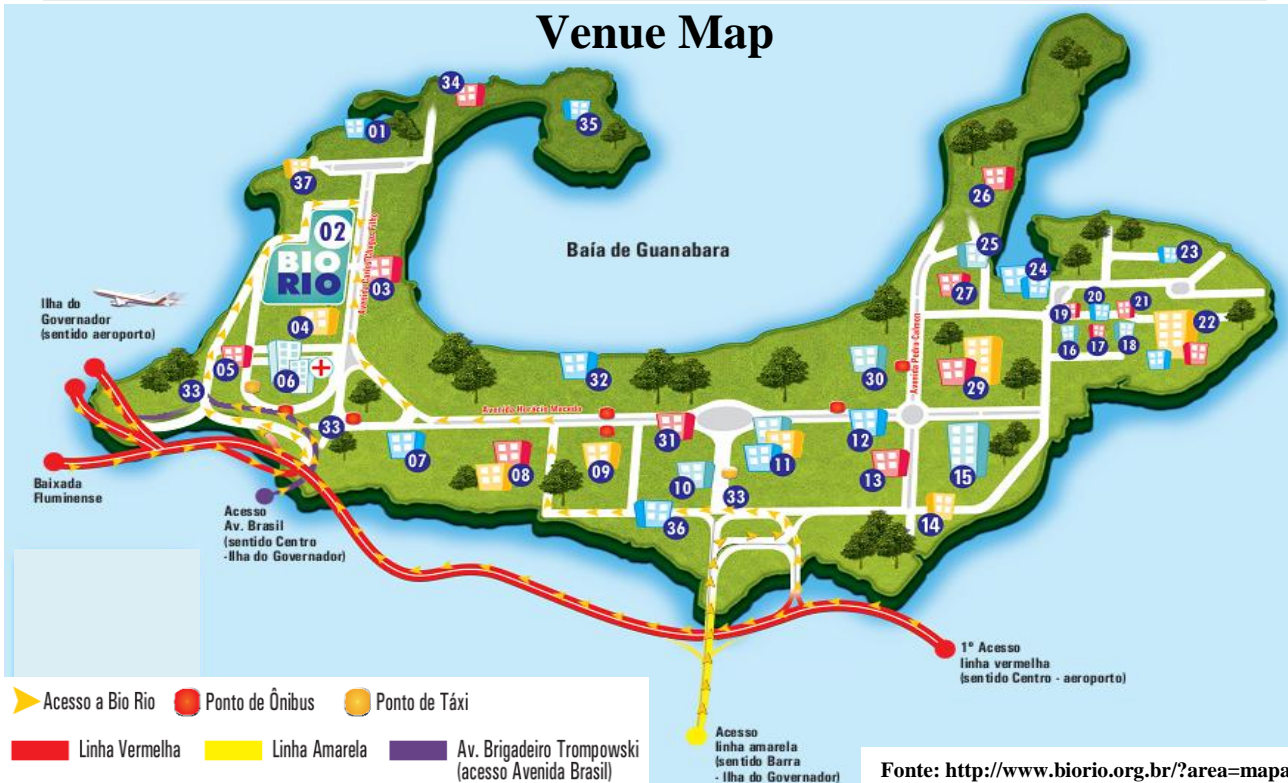 Venue Map
34
01
35
37
02
BIO
RIO
Avenida Carlos Chagas Filho
03
Baía de Guanabara
26
25
24
23
27
Ilha do
Governador
(sentido aeroporto)
04
05
06
33
32
30
Avenida Pedro Calmon
29
19
20
21
16
17
18
22
Avenida Horácio Macedo
33
07
08
09
31
10
11
12
13
15
33
36
14
Baixada
Fluminense
Acesso
Av. Brasil
(sentido Centro
-Ilha do Governador)
1º Acesso
linha vermelha
(sentido Centro - aeroporto)
Acesso
linha amarela
(sentido Barra
- Ilha do Governador)
Acesso a Bio Rio
Ponto de Ônibus
Ponto de Táxi
Linha Vermelha
Linha Amarela
Av. Brigadeiro Trompowski
(acesso Avenida Brasil)
Fonte: http://www.biorio.org.br/?area=mapa